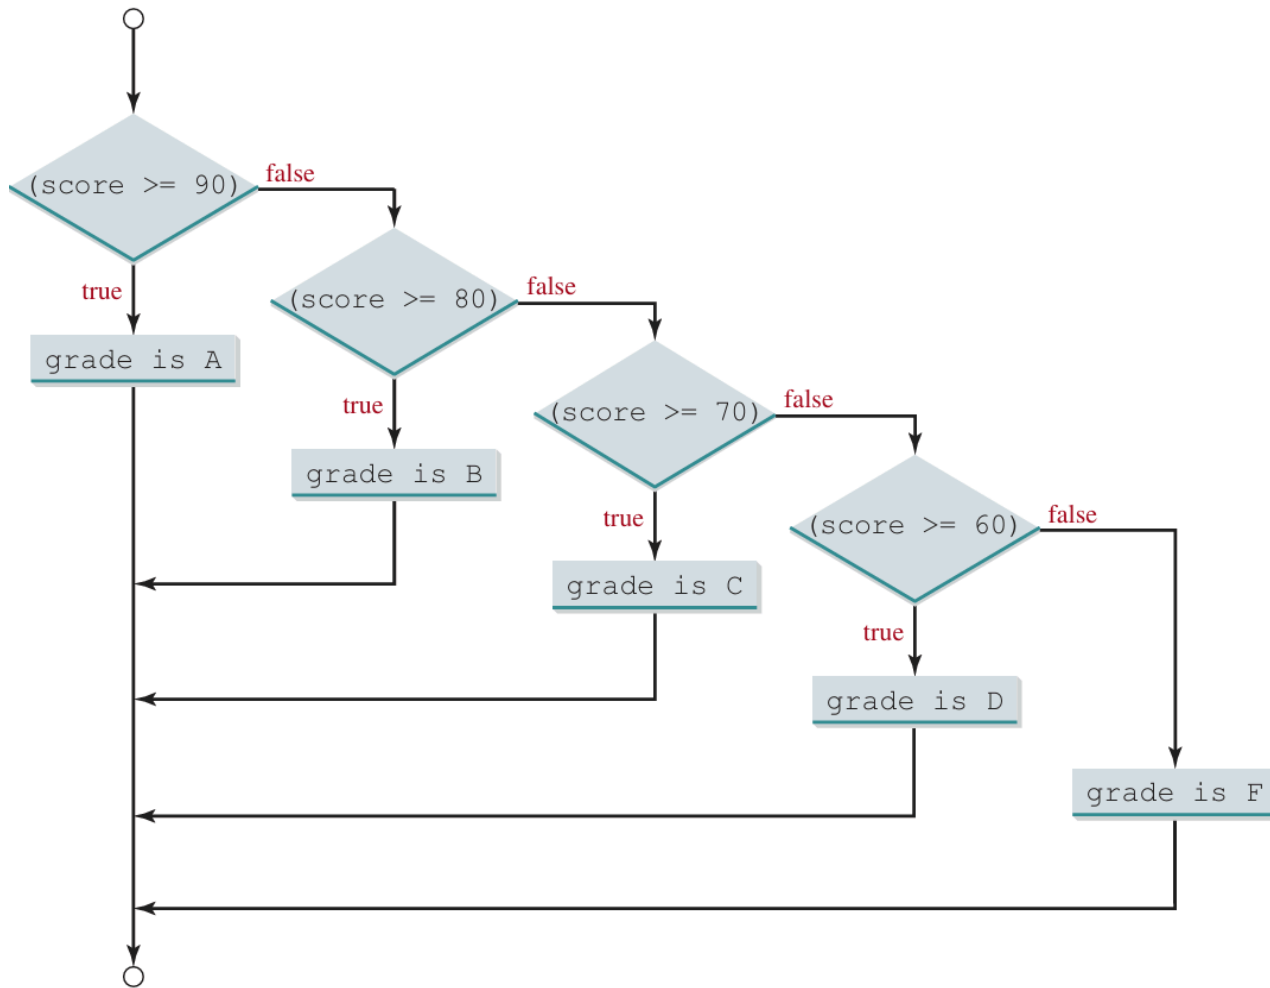 (score >= 90)
false
true
grade is A
(score >= 80)
false
true
grade is B
(score >= 70)
false
true
grade is C
(score >= 60)
false
true
grade is D
grade is F